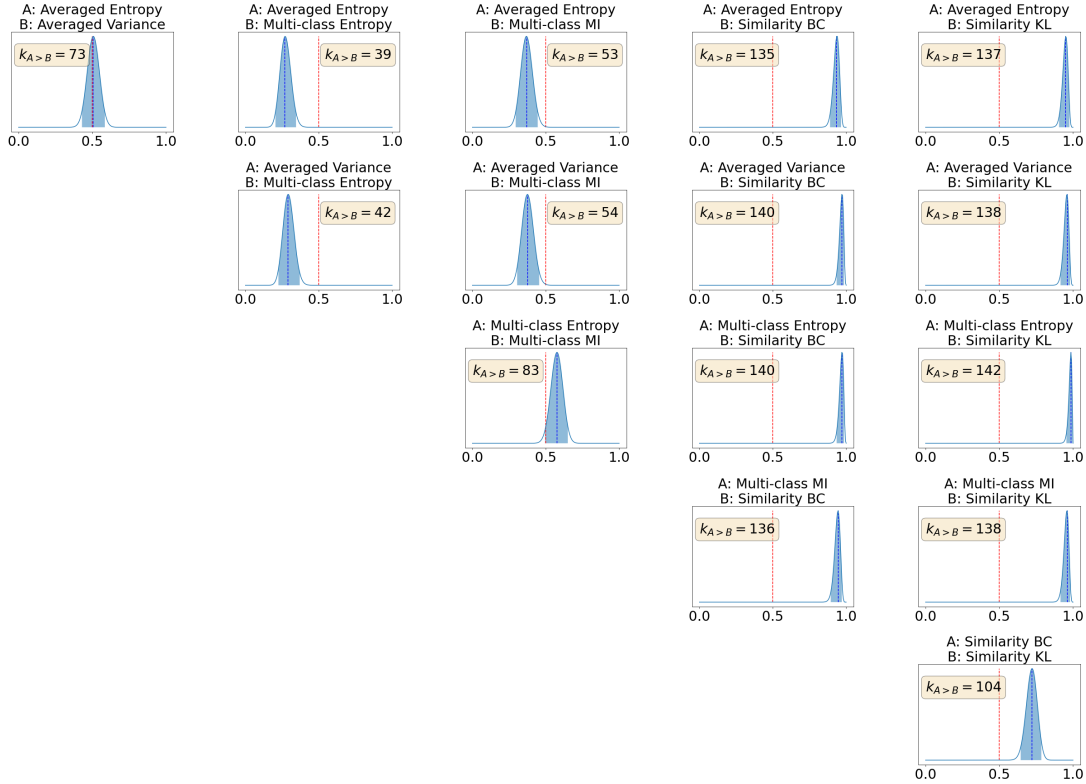 A: Averaged Entropy
B: Averaged Variance
k_{A>B} = 73
0.0 0.5 1.0
A: Averaged Entropy
B: Multi-class Entropy
k_{A>B} = 39
0.0 0.5 1.0
A: Averaged Entropy
B: Multi-class MI
k_{A>B} = 53
0.0 0.5 1.0
A: Averaged Entropy
B: Similarity BC
k_{A>B} = 135
0.0 0.5 1.0
A: Averaged Entropy
B: Similarity KL
k_{A>B} = 137
0.0 0.5 1.0
A: Averaged Variance
B: Multi-class Entropy
k_{A>B} = 42
0.0 0.5 1.0
A: Averaged Variance
B: Multi-class MI
k_{A>B} = 54
0.0 0.5 1.0
A: Averaged Variance
B: Similarity BC
k_{A>B} = 140
0.0 0.5 1.0
A: Averaged Variance
B: Similarity KL
k_{A>B} = 138
0.0 0.5 1.0
A: Multi-class Entropy
B: Multi-class MI
k_{A>B} = 83
0.0 0.5 1.0
A: Multi-class Entropy
B: Similarity BC
k_{A>B} = 140
0.0 0.5 1.0
A: Multi-class Entropy
B: Similarity KL
k_{A>B} = 142
0.0 0.5 1.0
A: Multi-class MI
B: Similarity BC
k_{A>B} = 136
0.0 0.5 1.0
A: Multi-class MI
B: Similarity KL
k_{A>B} = 138
0.0 0.5 1.0
A: Similarity BC
B: Similarity KL
k_{A>B} = 104
0.0 0.5 1.0